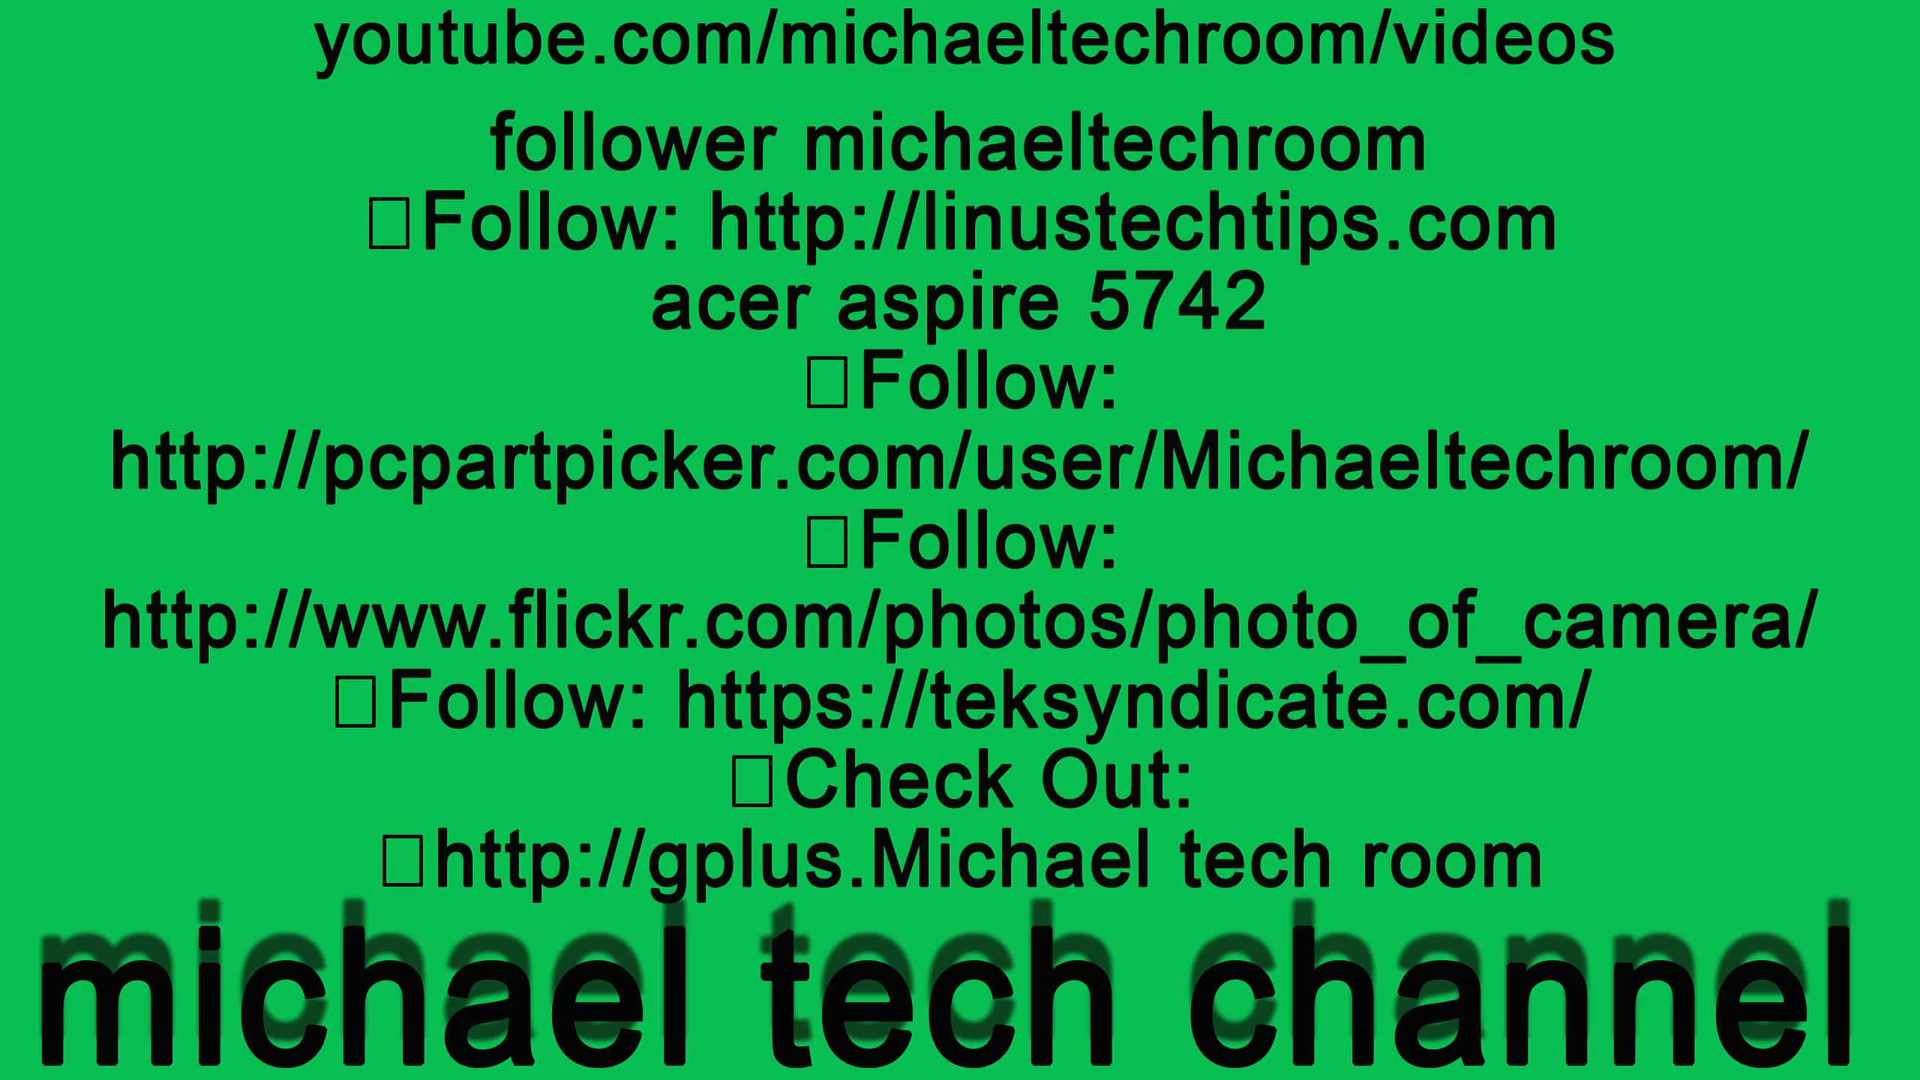 youtube.com/michaeltechroom/videos
follower michaeltechroom
□Follow: http://linustechtips.com
acer aspire 5742
□Follow:
http://pcpartpicker.com/user/Michaeltechroom/
□Follow:
http://www.flickr.com/photos/photo_of_camera/
□Follow: https://teksyndicate.com/
□Check Out:
□http://gplus.Michael tech room
michael tech channel